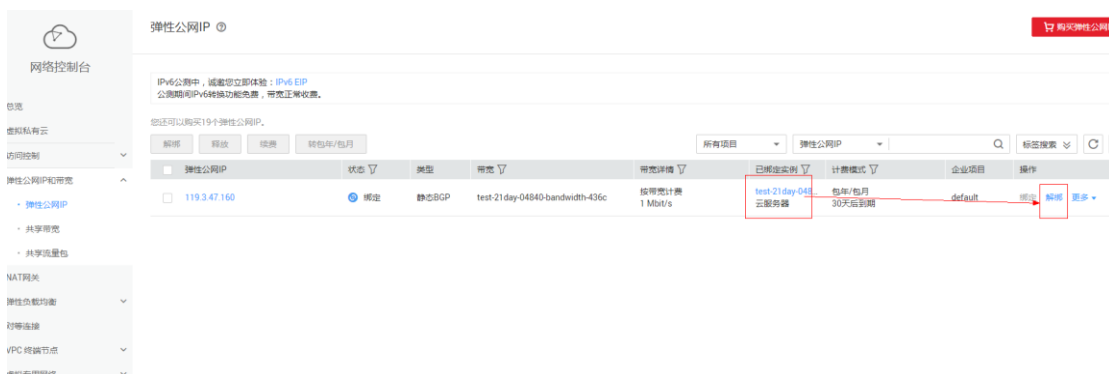 弹性公网IP
购买弹性公网
网络控制台
IPv6公测中，诚邀您立即体验：IPv6 EIP
公测期间IPv6转换功能免费，带宽正常收费。
总览
您还可以购买19个弹性公网IP。
虚拟私有云
解绑 释放 续费 转包年/包月 所有项目 弹性公网IP 标签搜索
访问控制
弹性公网IP 状态 类型 带宽 带宽详情 已绑定实例 计费模式 企业项目 操作
弹性公网IP和带宽
119.3.47.160 绑定 静态BGP test-21day-04840-bandwidth-436c 按带宽计费 test-21day-048... 包年/包月 default 绑定 解绑 更多
1 Mbit/s 云服务器 30天后到期
弹性公网IP
共享带宽
共享流量包
NAT网关
弹性负载均衡
对等连接
VPC 终端节点